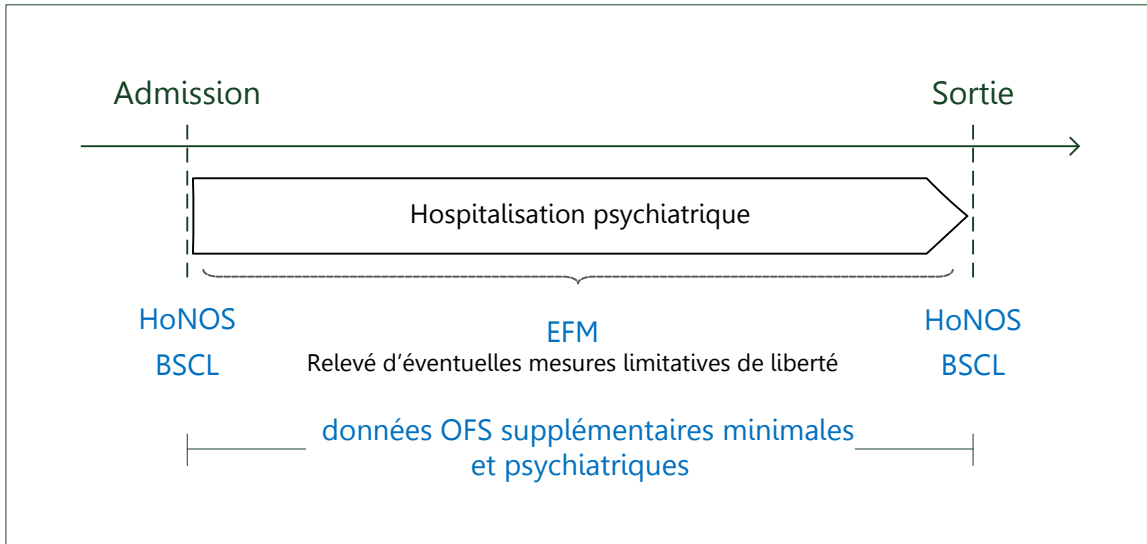 Admission
Sortie
Hospitalisation psychiatrique
HoNOS
BSCL
EFM
Relevé d‘éventuelles mesures limitatives de liberté
HoNOS
BSCL
données OFS supplémentaires minimales
et psychiatriques